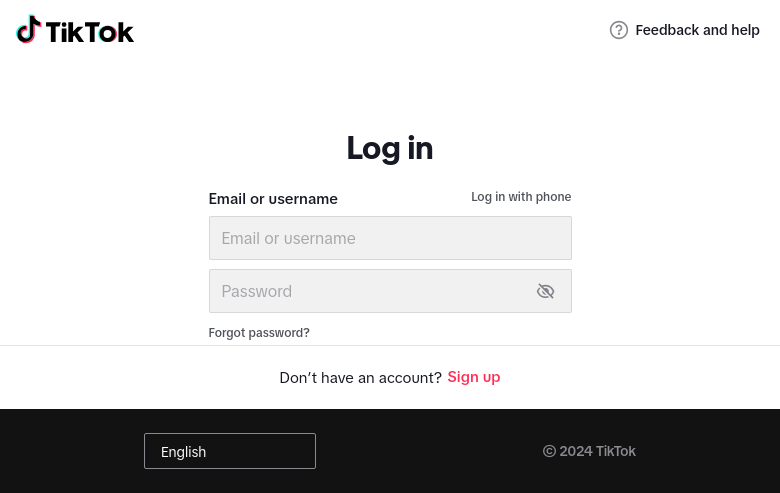 TikTok
Feedback and help
Log in
Email or username
Log in with phone
Email or username
Password
Forgot password?
Don’t have an account? Sign up
English
© 2024 TikTok